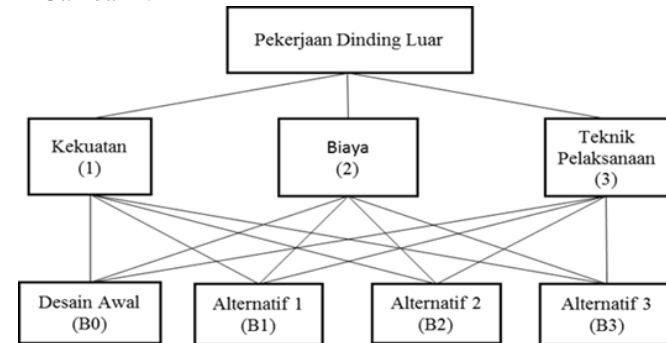 Pekerjaan Dinding Luar
Kekuatan
(1)
Biaya
(2)
Teknik
Pelaksanaan
(3)
Desain Awal
(B0)
Alternatif 1
(B1)
Alternatif 2
(B2)
Alternatif 3
(B3)